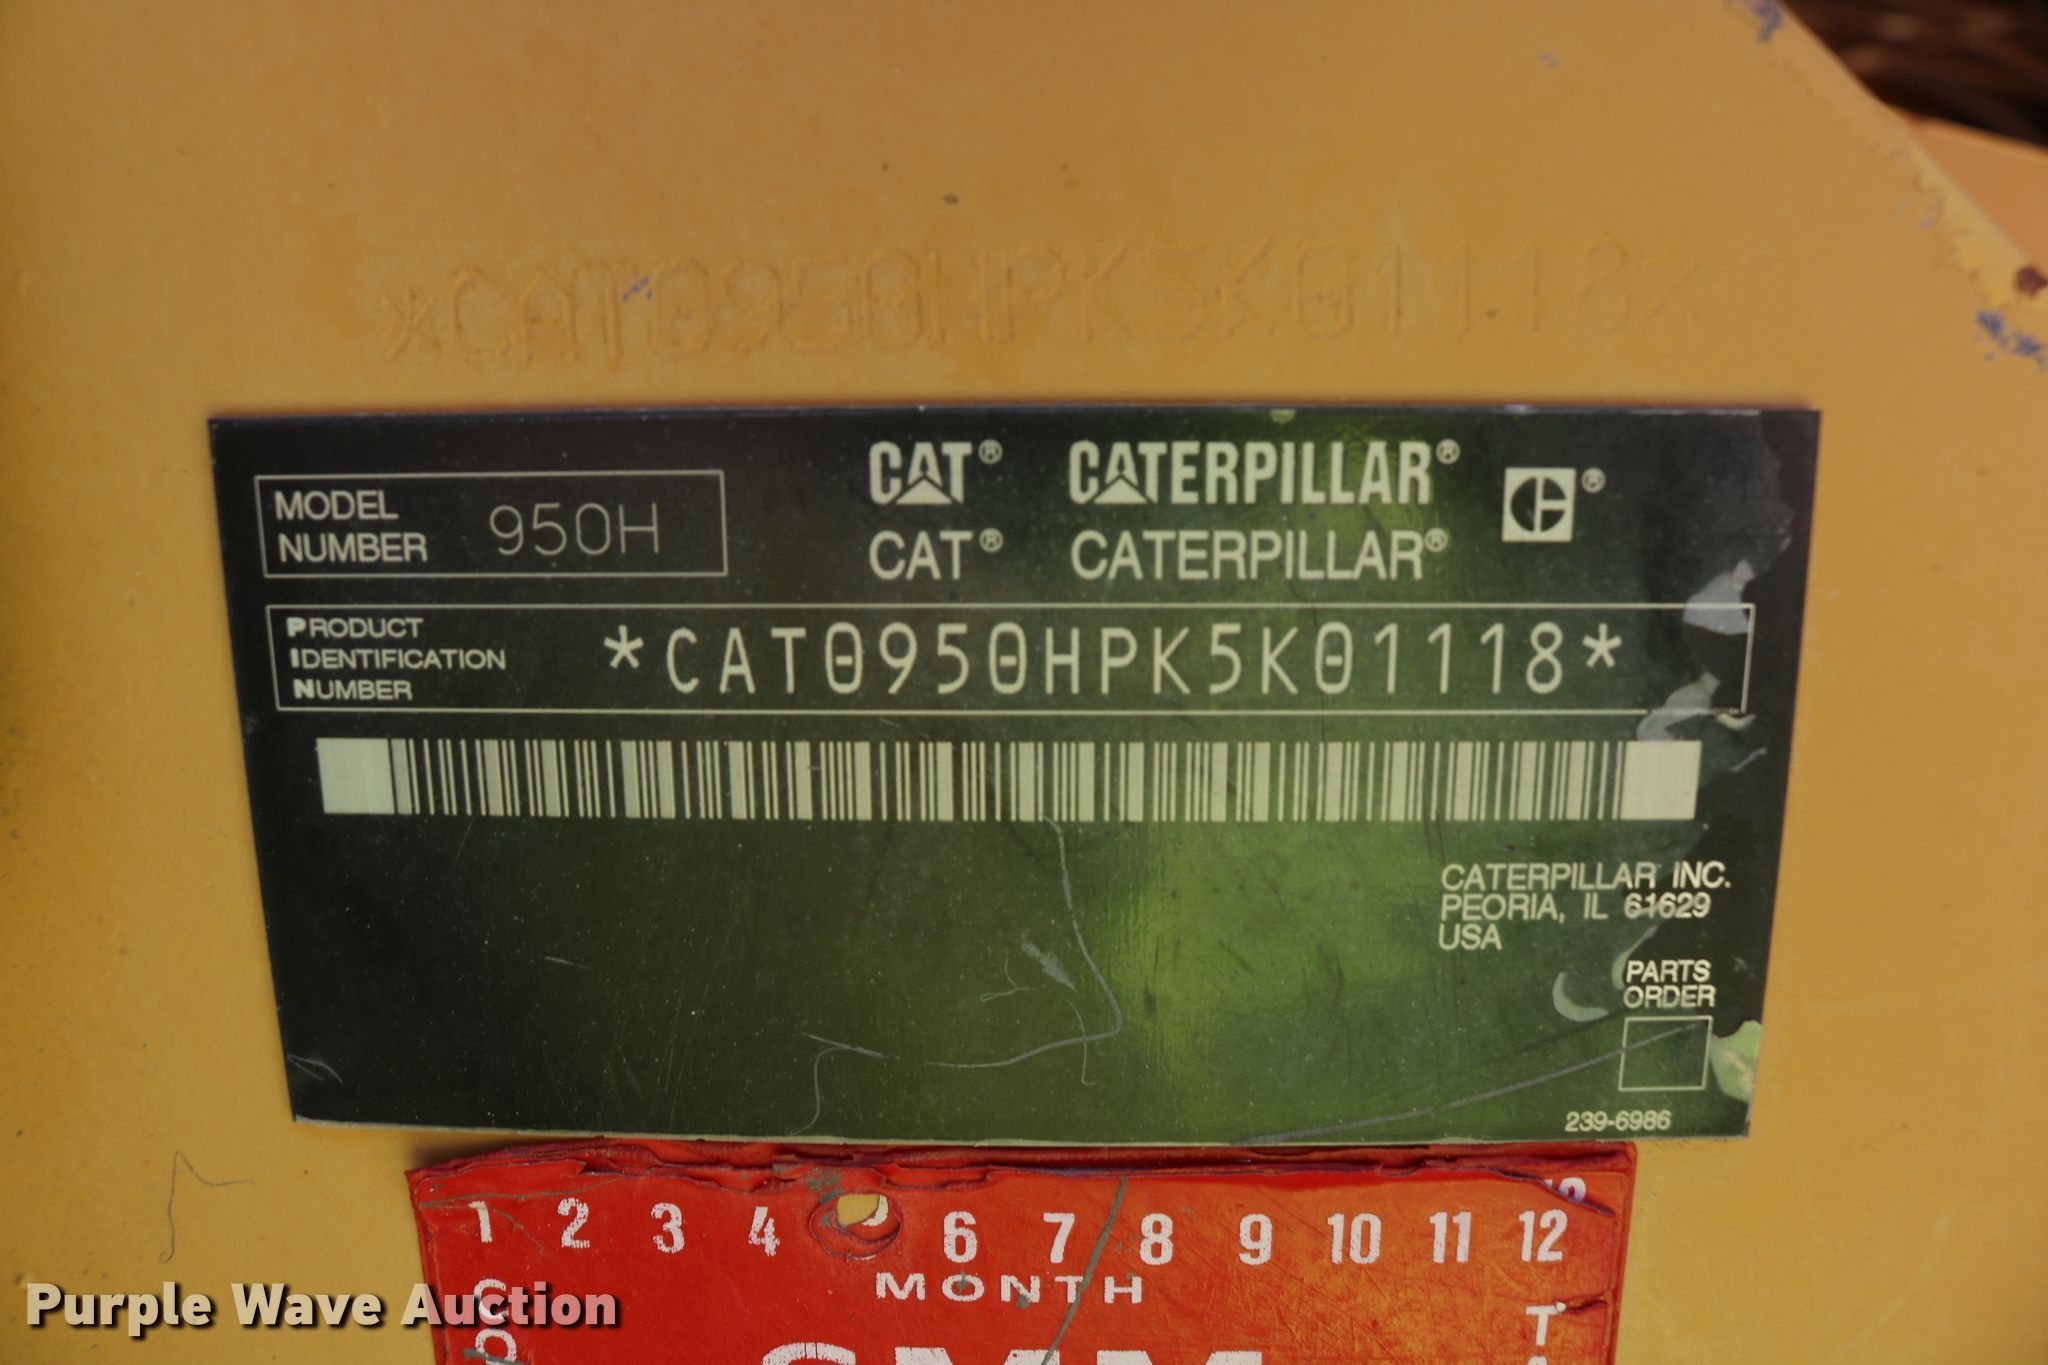 *CAT0950HPK5K01118*
MODEL
NUMBER 950H
CAT® CATERPILLAR® ®
CAT® CATERPILLAR®
PRODUCT
IDENTIFICATION
NUMBER
*CAT0950HPK5K01118*
CATERPILLAR INC.
PEORIA, IL 61629
USA
PARTS
ORDER
239-6986
1 2 3 4 6 7 8 9 10 11 12
MONTH
Purple Wave Auction